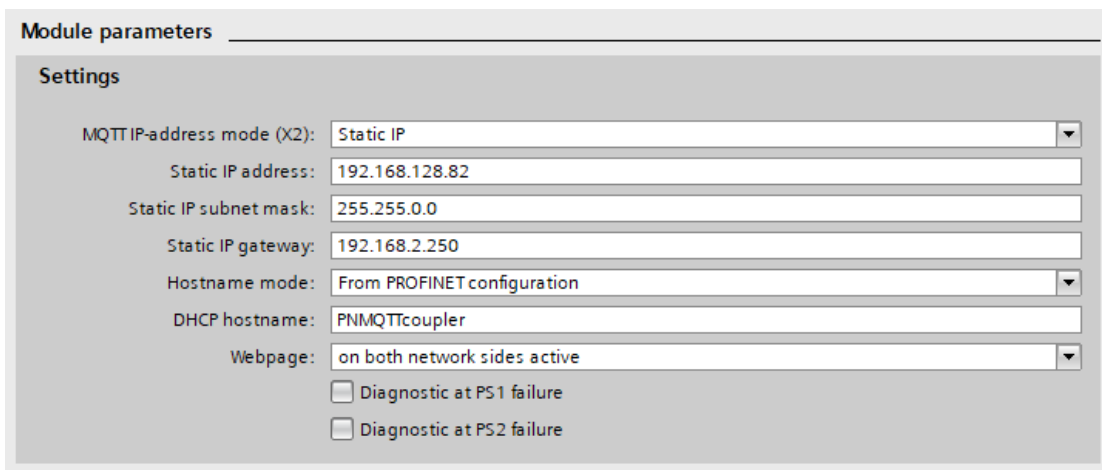 Module parameters
Settings
MQTT IP-address mode (X2): Static IP
Static IP address: 192.168.128.82
Static IP subnet mask: 255.255.0.0
Static IP gateway: 192.168.2.250
Hostname mode: From PROFINET configuration
DHCP hostname: PNMQTTcoupler
Webpage: on both network sides active
Diagnostic at PS1 failure
Diagnostic at PS2 failure